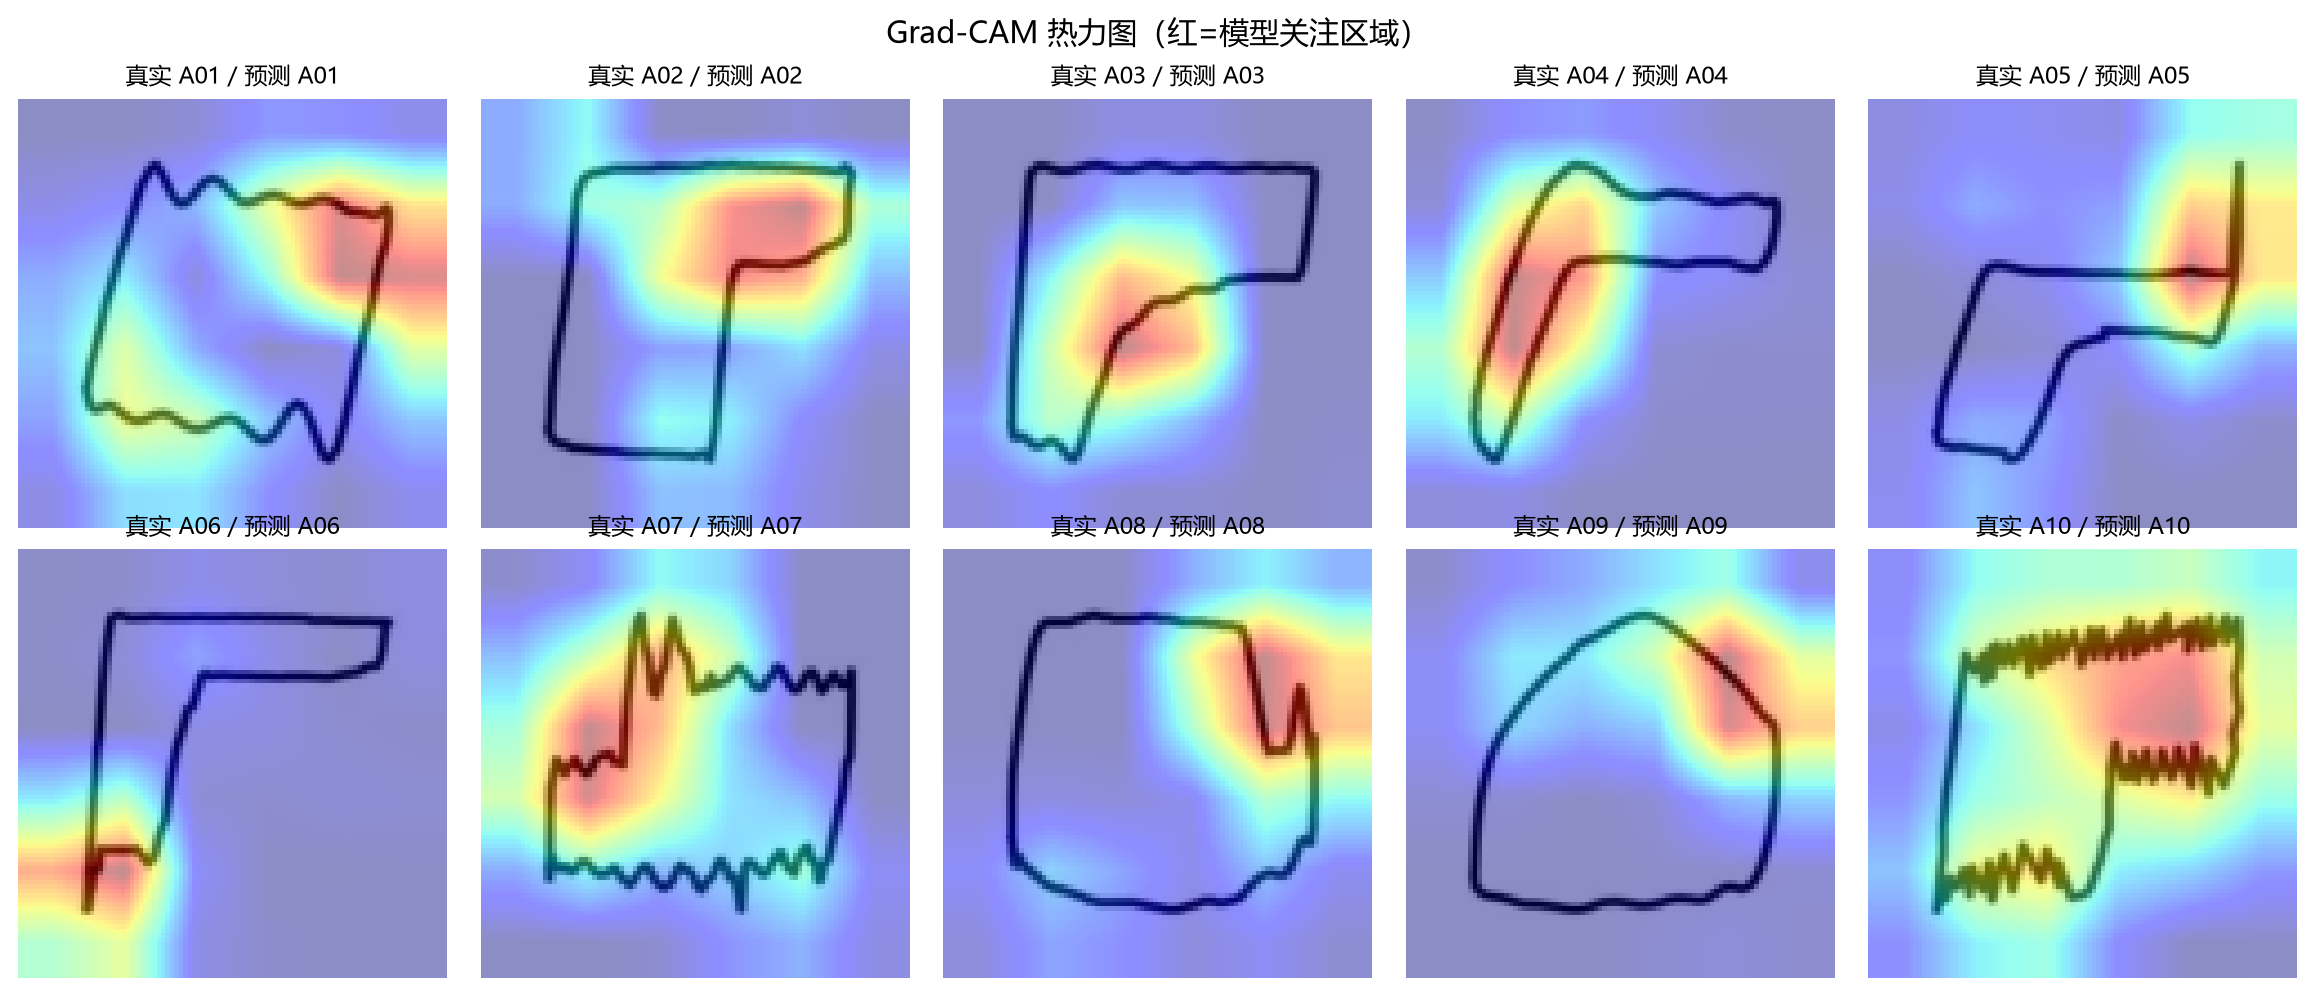 Grad-CAM 热力图（红=模型关注区域）
真实 A01 / 预测 A01
真实 A02 / 预测 A02
真实 A03 / 预测 A03
真实 A04 / 预测 A04
真实 A05 / 预测 A05
真实 A06 / 预测 A06
真实 A07 / 预测 A07
真实 A08 / 预测 A08
真实 A09 / 预测 A09
真实 A10 / 预测 A10